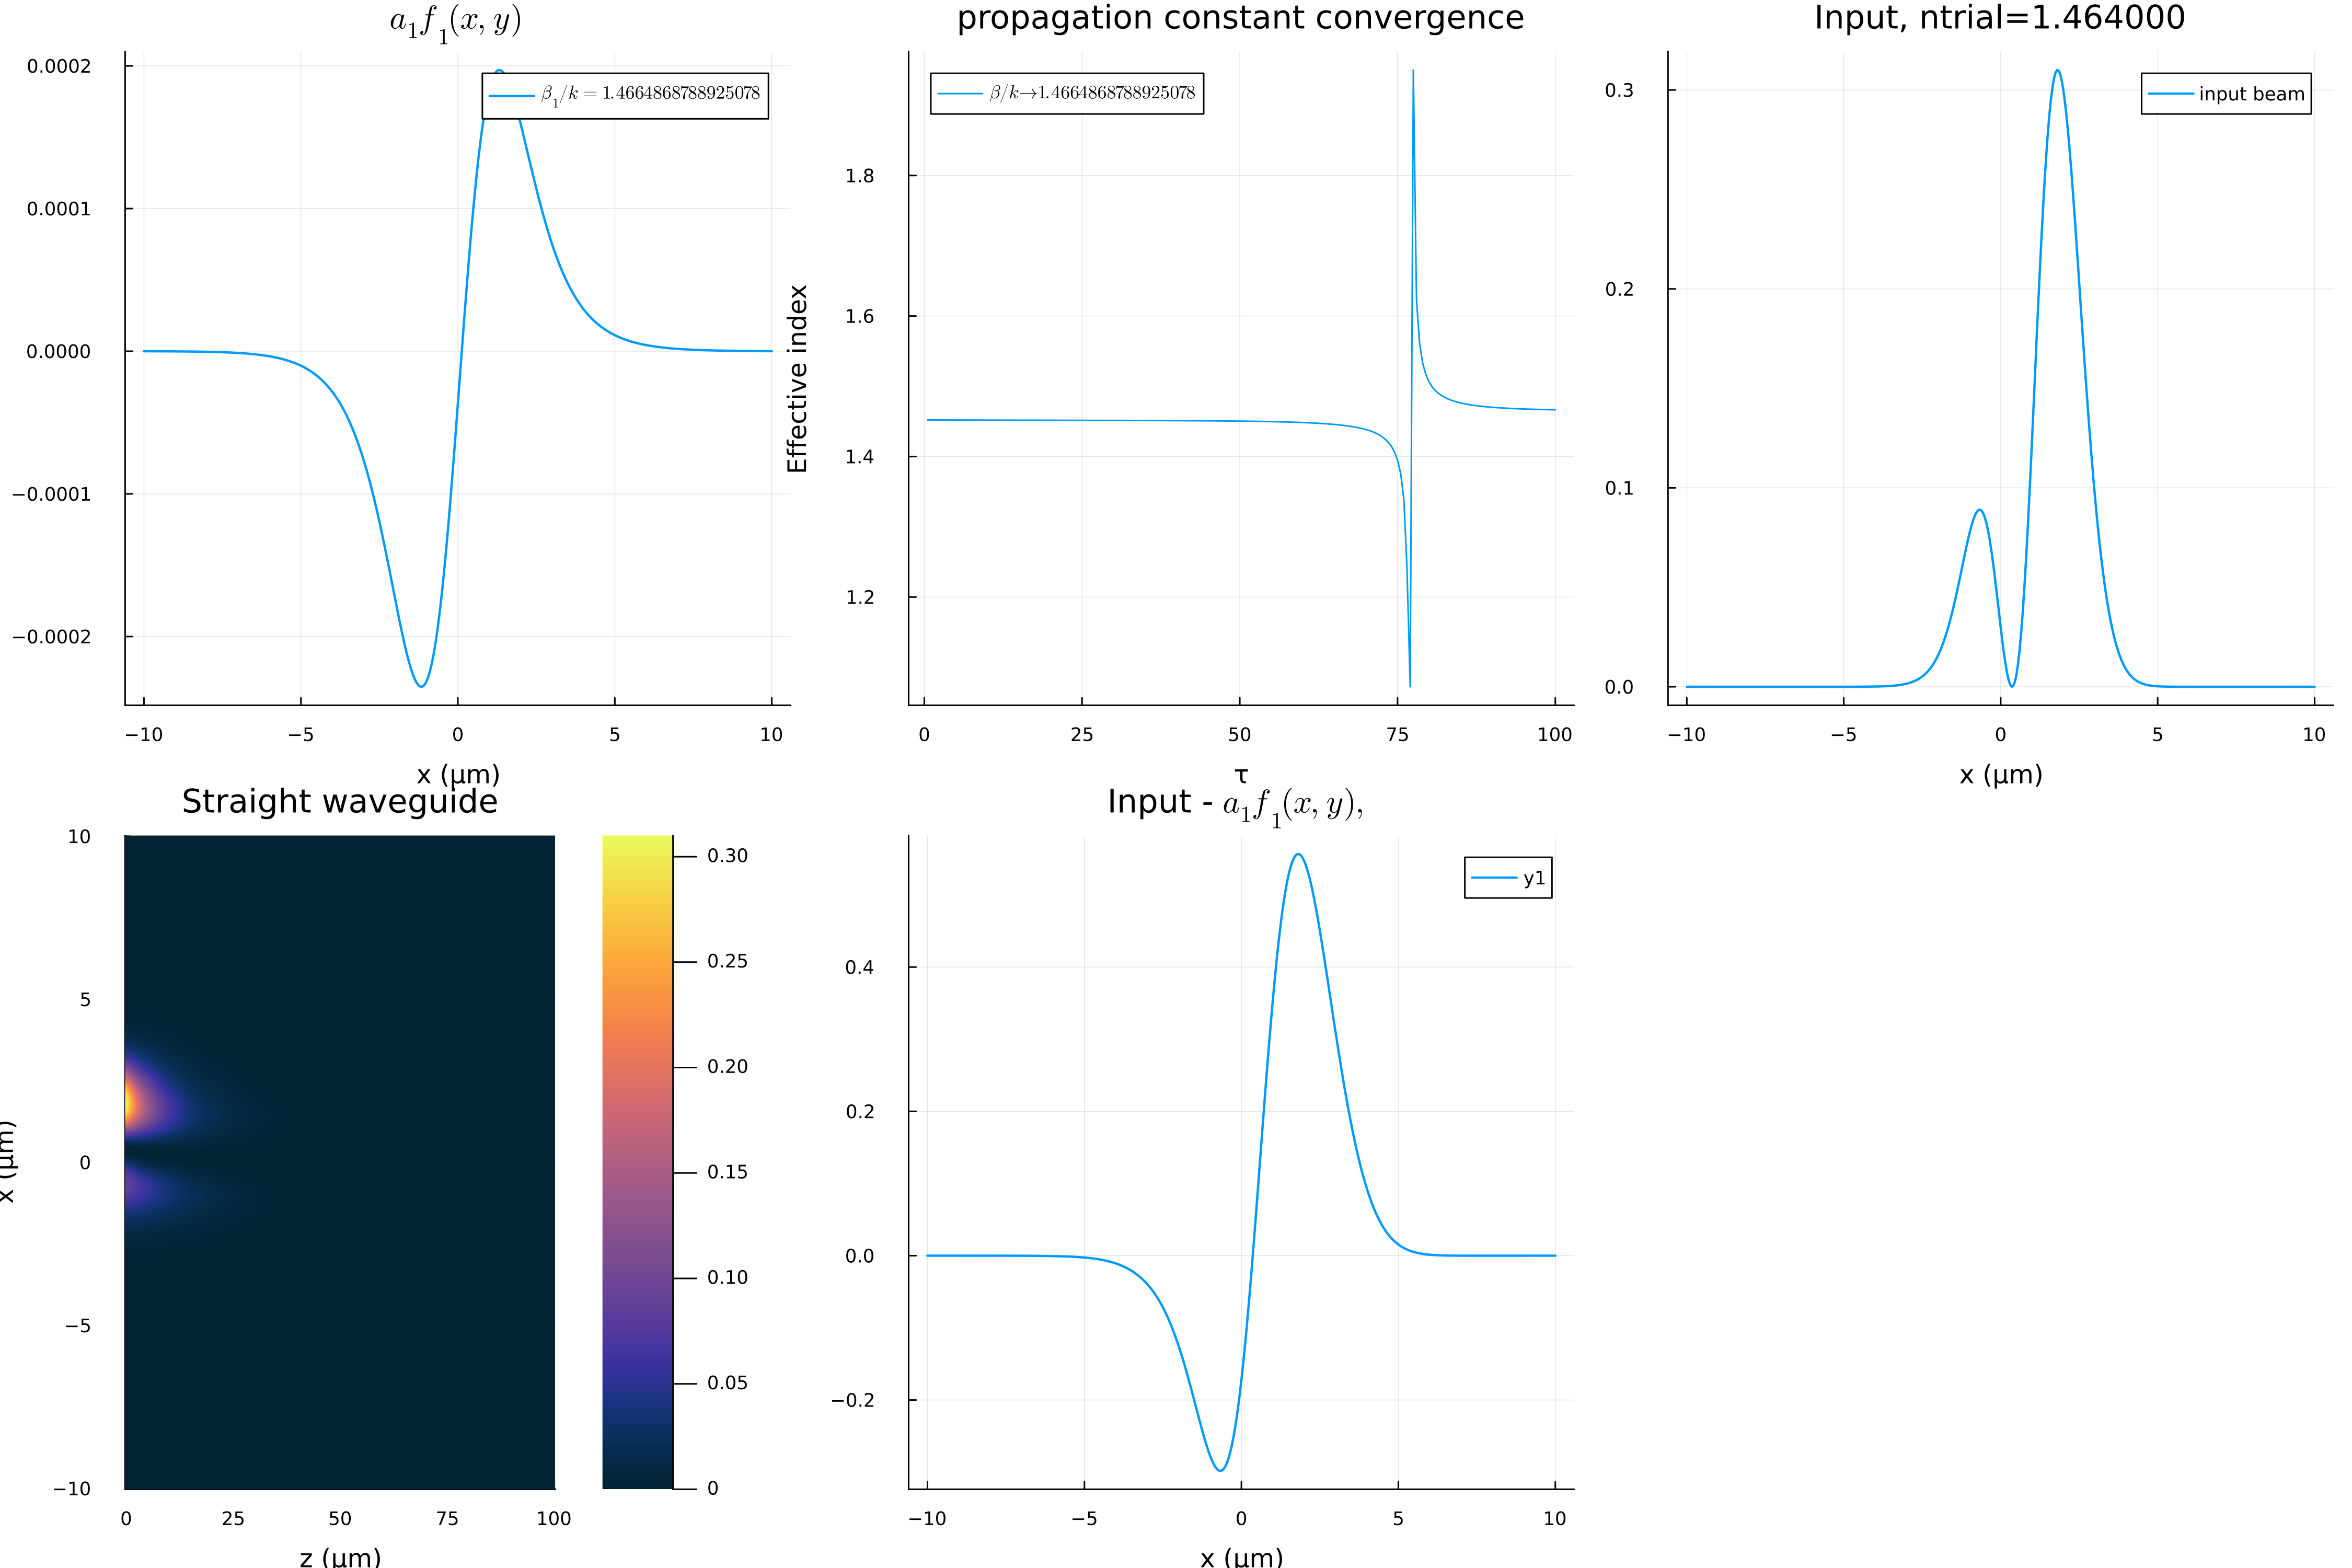 a₁f₁(x, y)
β₁/k = 1.4664868788925078
0.0002
0.0001
0.0000
−0.0001
−0.0002
−10 −5 0 5 10
x (µm)
propagation constant convergence
β/k→1.4664868788925078
Effective index
1.8
1.6
1.4
1.2
0 25 50 75 100
τ
Input, ntrial=1.464000
input beam
0.3
0.2
0.1
0.0
−10 −5 0 5 10
x (µm)
Straight waveguide
x (µm)
10
5
0
−5
−10
0 25 50 75 100
z (µm)
0.30
0.25
0.20
0.15
0.10
0.05
0
Input - a₁f₁(x, y),
y1
0.4
0.2
0.0
−0.2
−10 −5 0 5 10
x (µm)